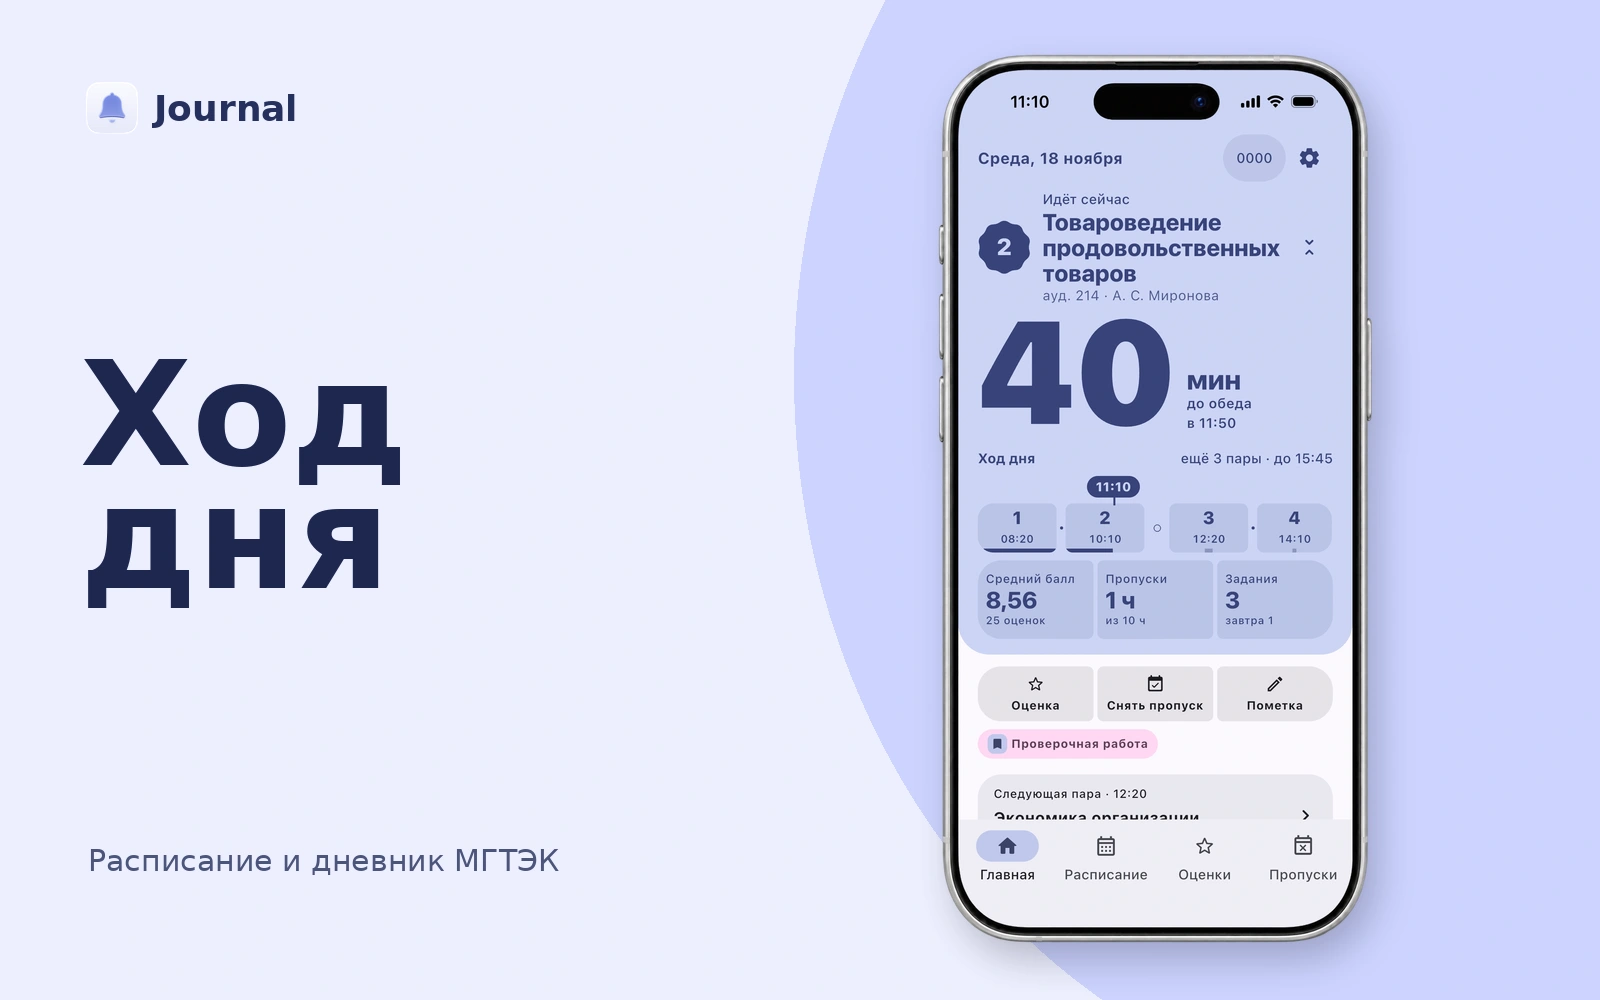 Journal
Ход
дня
Расписание и дневник МГТЭК
11:10
Среда, 18 ноября
0000
Идёт сейчас
2
Товароведение
продовольственных
товаров
ауд. 214 · А. С. Миронова
40
мин
до обеда
в 11:50
Ход дня
ещё 3 пары · до 15:45
11:10
1 2 3 4
08:20 10:10 12:20 14:10
Средний балл Пропуски Задания
8,56 1 ч 3
25 оценок из 10 ч завтра 1
Оценка Снять пропуск Пометка
Проверочная работа
Следующая пара · 12:20
Экономика организации
Главная Расписание Оценки Пропуски